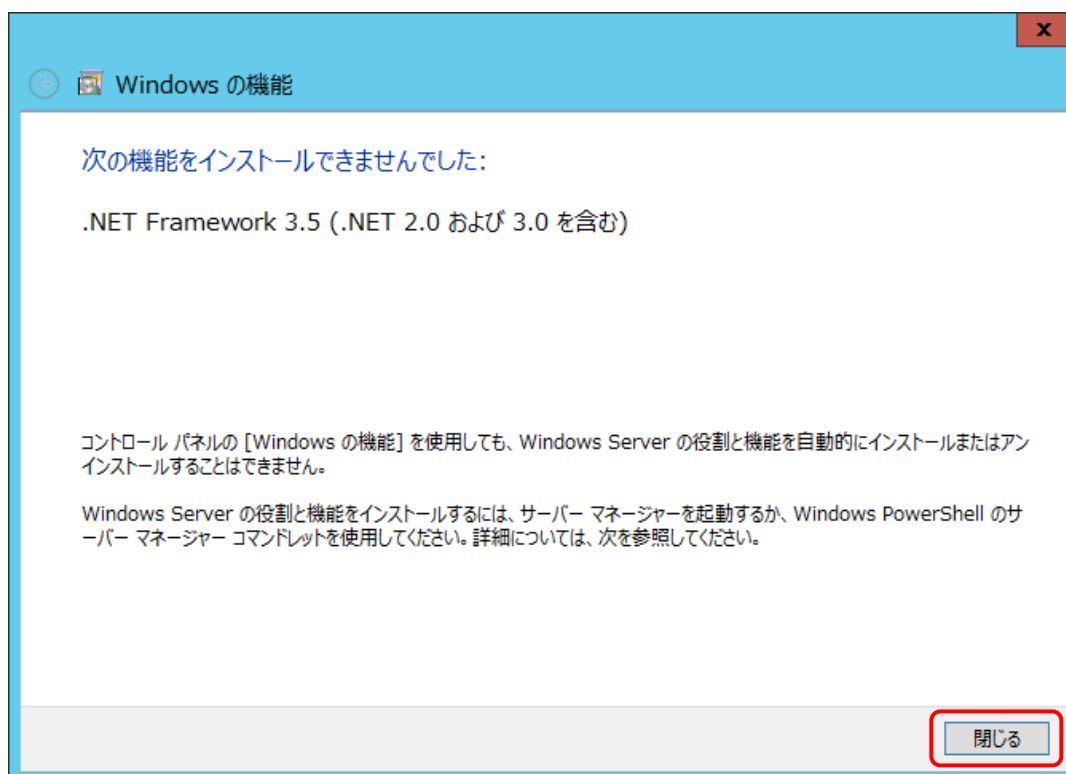 x
Windows の機能
次の機能をインストールできませんでした:
.NET Framework 3.5 (.NET 2.0 および 3.0 を含む)
コントロール パネルの [Windows の機能] を使用しても、Windows Server の役割と機能を自動的にインストールまたはアン
インストールすることはできません。
Windows Server の役割と機能をインストールするには、サーバー マネージャーを起動するか、Windows PowerShell のサ
ーバー マネージャー コマンドレットを使用してください。詳細については、次を参照してください。
閉じる